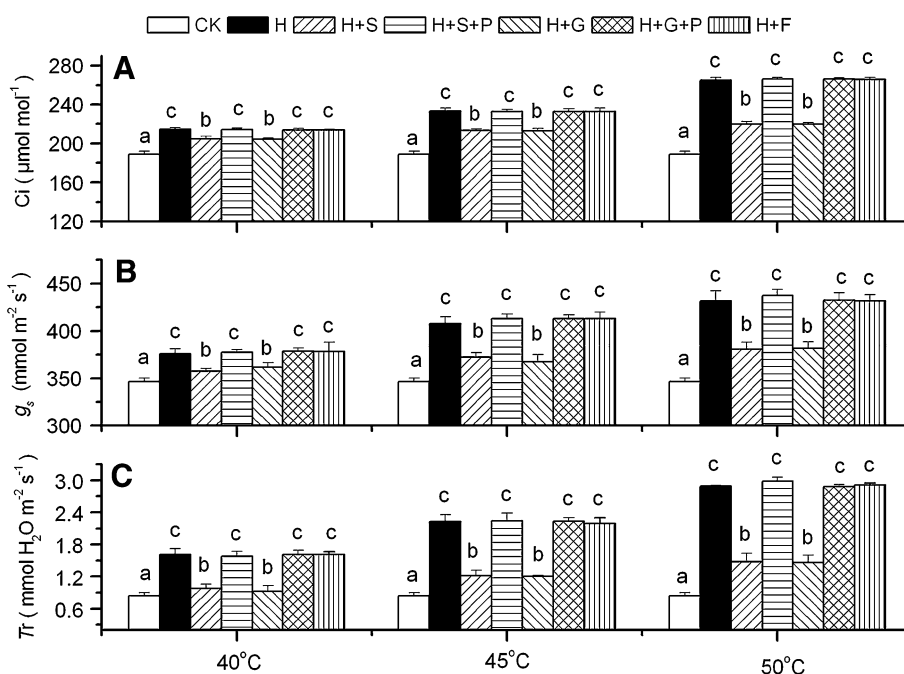 CK H H+S H+S+P H+G H+G+P H+F
A
Ci ( μmol mol⁻¹)
280
240
200
160
120
a c b c b c c
a c b c b c c
a c b c b c c
B
gs (mmol m⁻² s⁻¹)
450
400
350
300
a c b c b c c
a c b c b c c
a c b c b c c
C
Tr ( mmol H₂O m⁻² s⁻¹)
3.0
2.4
1.8
1.2
0.6
a c b c b c c
a c b c b c c
a c b c b c c
40°C 45°C 50°C